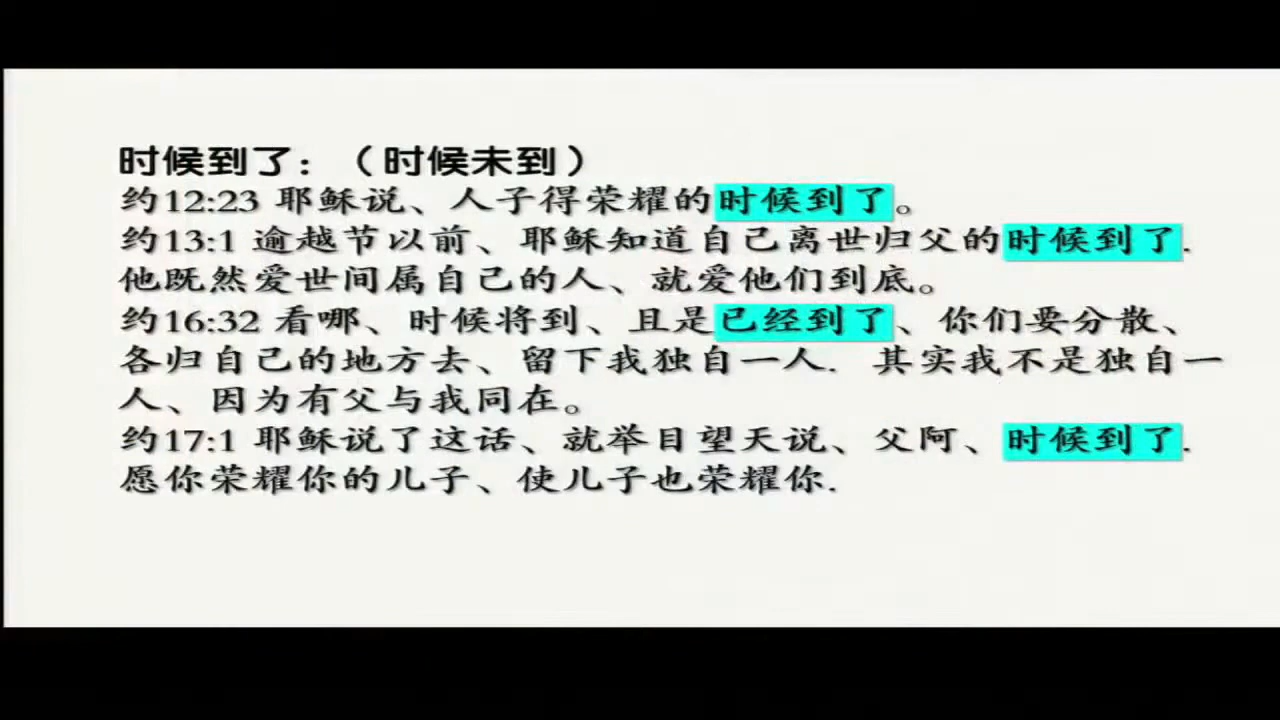 时候到了：（时候未到）
约12:23 耶稣说、人子得荣耀的时候到了。
约13:1 逾越节以前、耶稣知道自己离世归父的时候到了.
他既然爱世间属自己的人、就爱他们到底。
约16:32 看哪、时候将到、且是已经到了、你们要分散、
各归自己的地方去、留下我独自一人. 其实我不是独自一
人、因为有父与我同在。
约17:1 耶稣说了这话、就举目望天说、父阿、时候到了.
愿你荣耀你的儿子、使儿子也荣耀你.